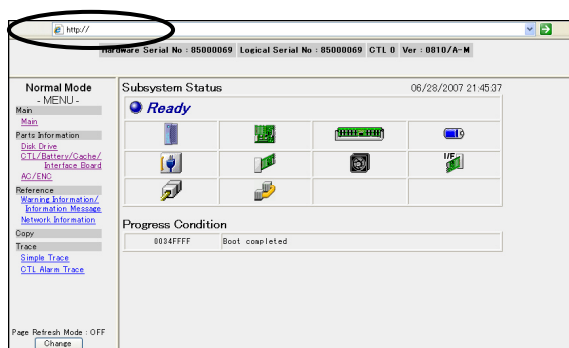 http://
Hardware Serial No : 85000069 Logical Serial No : 85000069 CTL 0 Ver : 0810/A-M
Normal Mode
- MENU -
Main
Main
Parts Information
Disk Drive
CTL/Battery/Cache/
Interface Board
AC/ENC
Reference
Warning Information/
Information Message
Network Information
Copy
Trace
Simple Trace
CTL Alarm Trace
Page Refresh Mode : OFF
Change
Subsystem Status 06/28/2007 21:45:37
Ready
I/F
Progress Condition
0034FFFF Boot completed